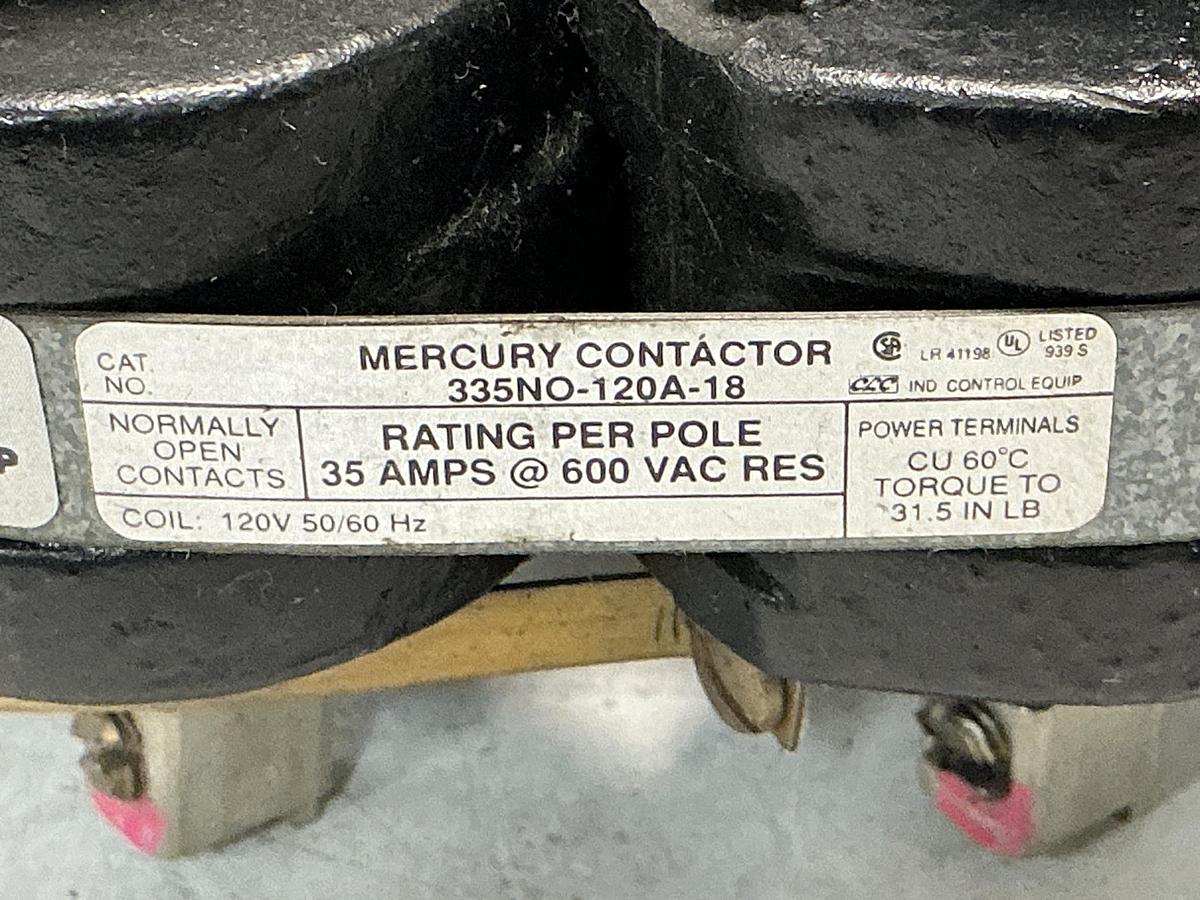 P
CAT.
NO.
MERCURY CONTACTOR
335NO-120A-18
SA LR 41198 UL LISTED
939 S
IND CONTROL EQUIP
NORMALLY
OPEN
CONTACTS
RATING PER POLE
35 AMPS @ 600 VAC RES
COIL: 120V 50/60 Hz
POWER TERMINALS
CU 60°C
TORQUE TO
31.5 IN LB